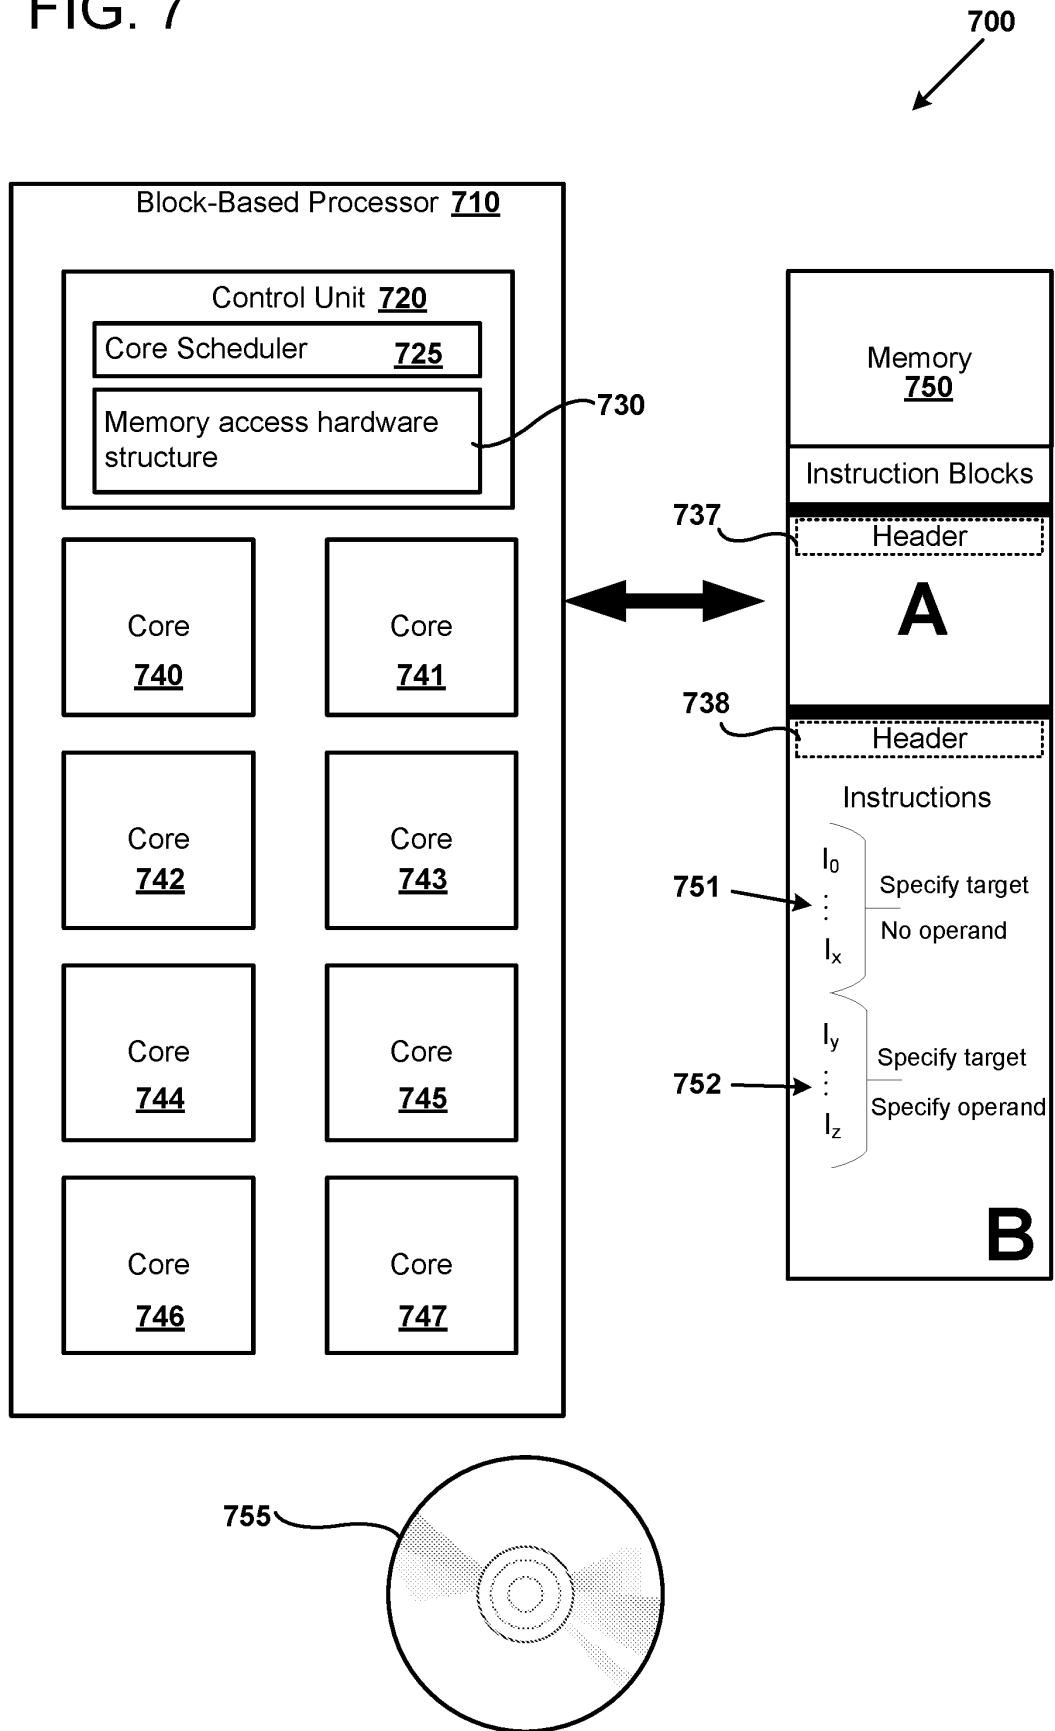 FIG. 7
700
Block-Based Processor 710
Control Unit 720
Core Scheduler 725
Memory access hardware
structure
730
Core
740
Core
741
Core
742
Core
743
Core
744
Core
745
Core
746
Core
747
Memory
750
Instruction Blocks
737
Header
A
738
Header
Instructions
751
I0
⋮
Ix
Specify target
No operand
752
Iy
⋮
Iz
Specify target
Specify operand
B
755